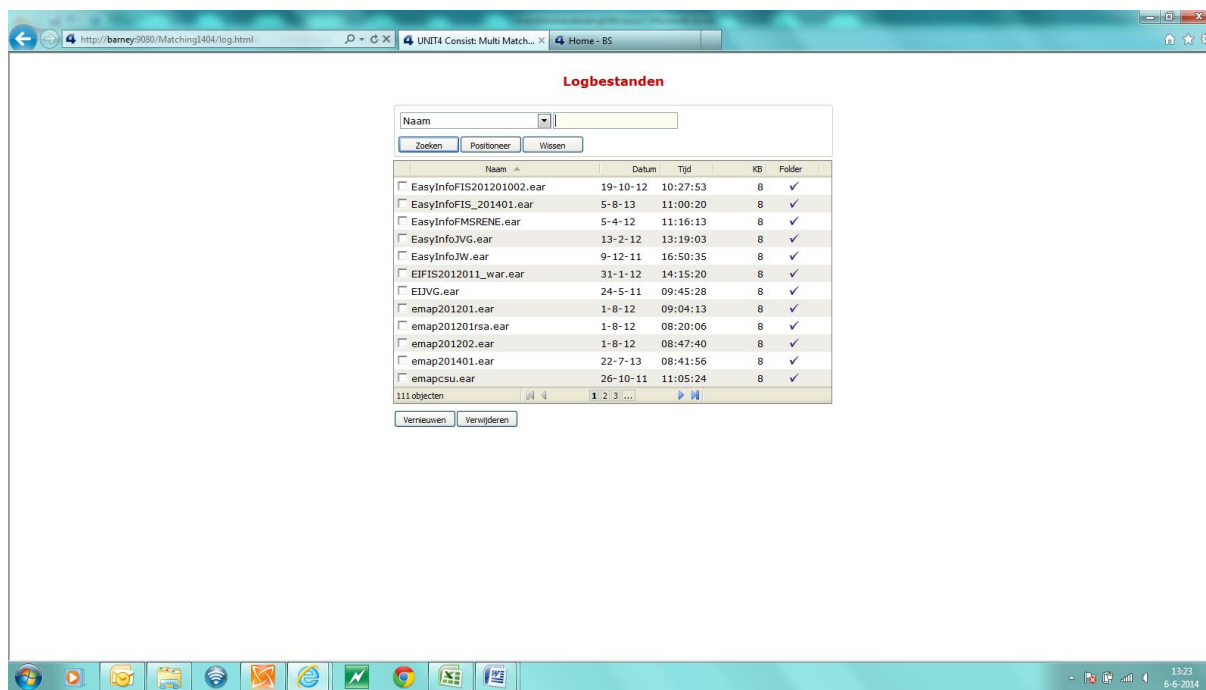 http://barney:9080/Matching1404/log.html
UNIT4 Consist: Multi Match...
Home - BS
Logbestanden
Naam
Zoeken Positioneer Wissen
Naam Datum Tijd KB Folder
EasyInfoFIS201201002.ear 19-10-12 10:27:53 8
EasyInfoFIS_201401.ear 5-8-13 11:00:20 8
EasyInfoFMSRENE.ear 5-4-12 11:16:13 8
EasyInfoJVG.ear 13-2-12 13:19:03 8
EasyInfoJW.ear 9-12-11 16:50:35 8
EIFIS2012011_war.ear 31-1-12 14:15:20 8
EIJVG.ear 24-5-11 09:45:28 8
emap201201.ear 1-8-12 09:04:13 8
emap201201rsa.ear 1-8-12 08:20:06 8
emap201202.ear 1-8-12 08:47:40 8
emap201401.ear 22-7-13 08:41:56 8
emapcsu.ear 26-10-11 11:05:24 8
111 objecten 1 2 3 ...
Vernieuwen Verwijderen
13:23
6-6-2014